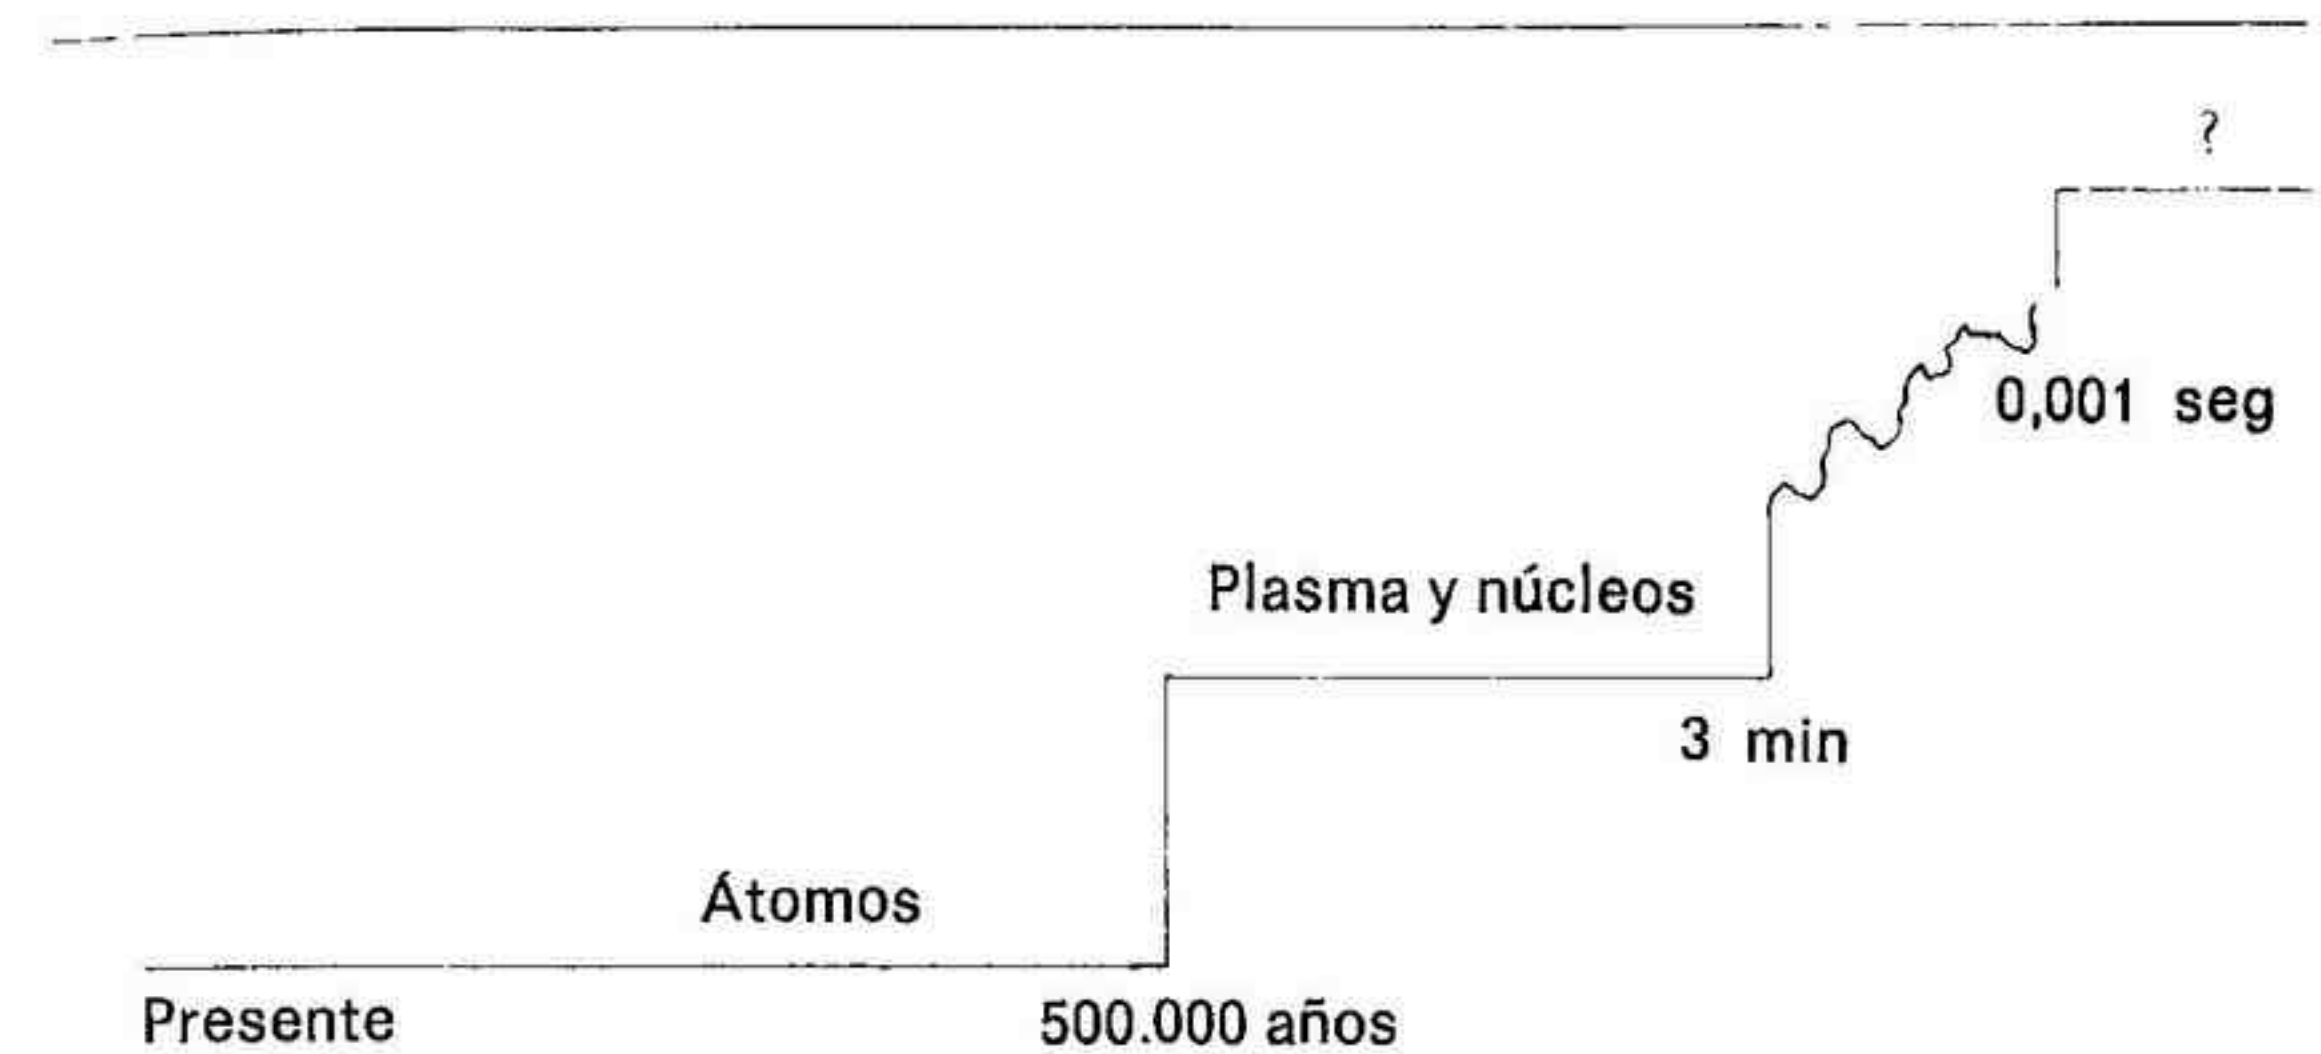 ?
0,001 seg
Plasma y núcleos
3 min
Átomos
Presente
500.000 años